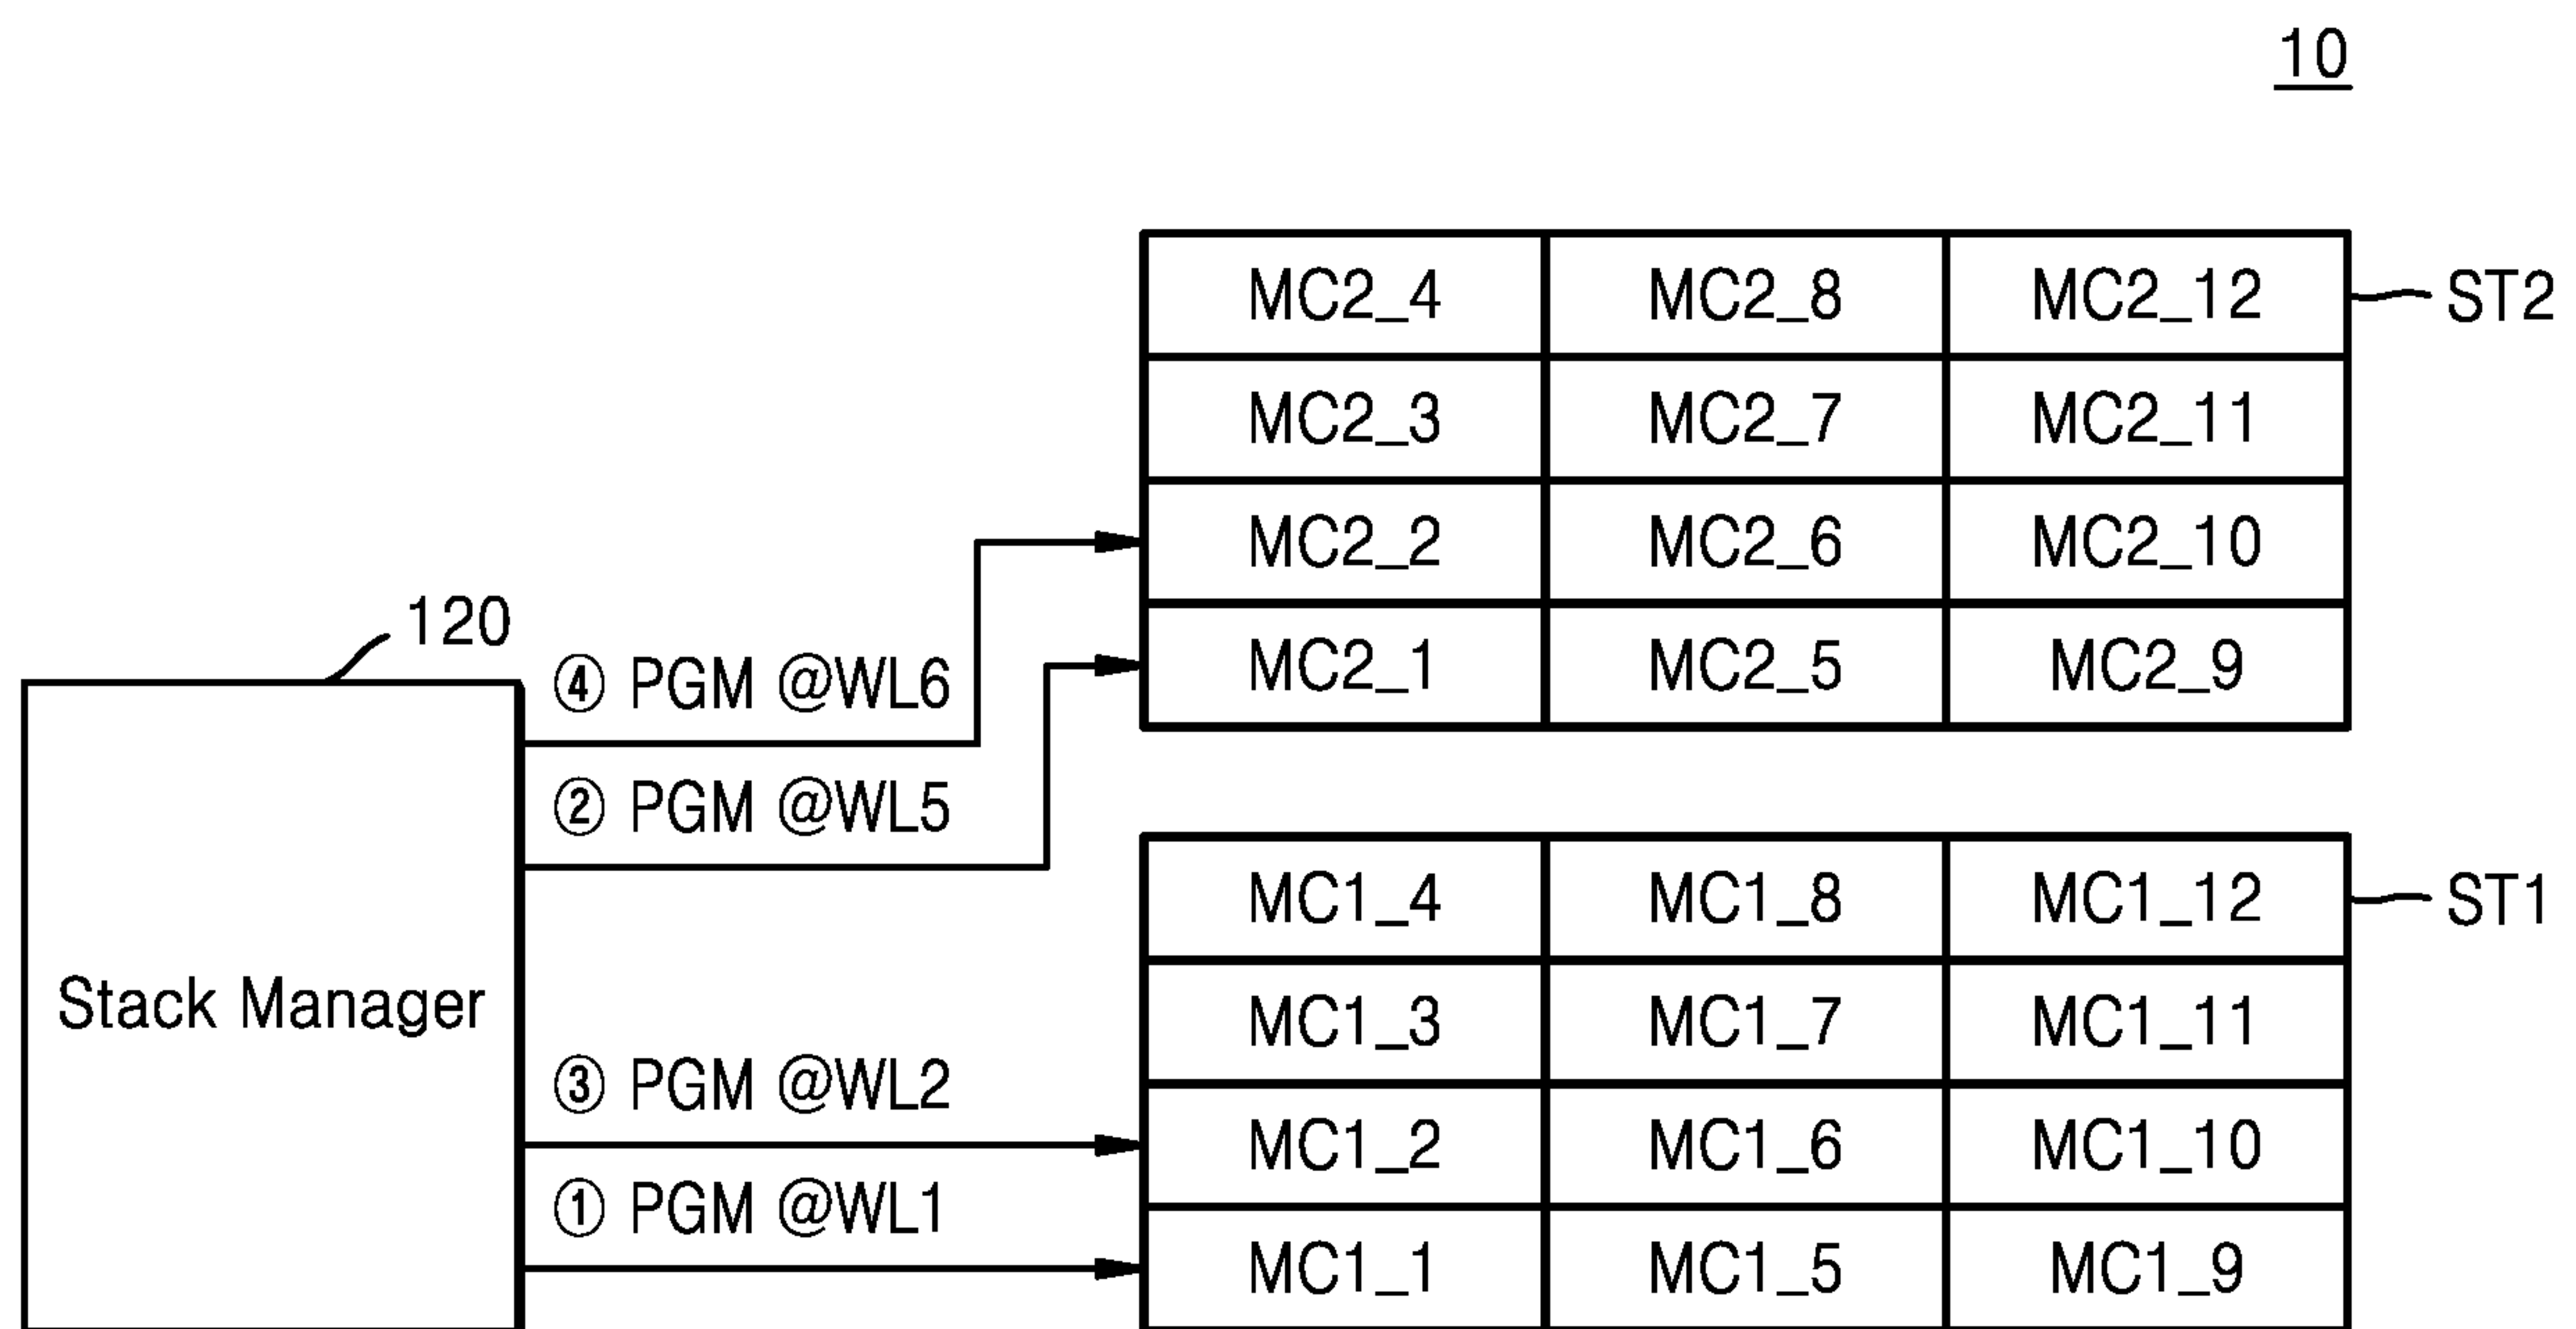 10
MC2_4 MC2_8 MC2_12 ST2
MC2_3 MC2_7 MC2_11
MC2_2 MC2_6 MC2_10
120
④ PGM @WL6
MC2_1 MC2_5 MC2_9
② PGM @WL5
MC1_4 MC1_8 MC1_12 ST1
Stack Manager
MC1_3 MC1_7 MC1_11
③ PGM @WL2
MC1_2 MC1_6 MC1_10
① PGM @WL1
MC1_1 MC1_5 MC1_9